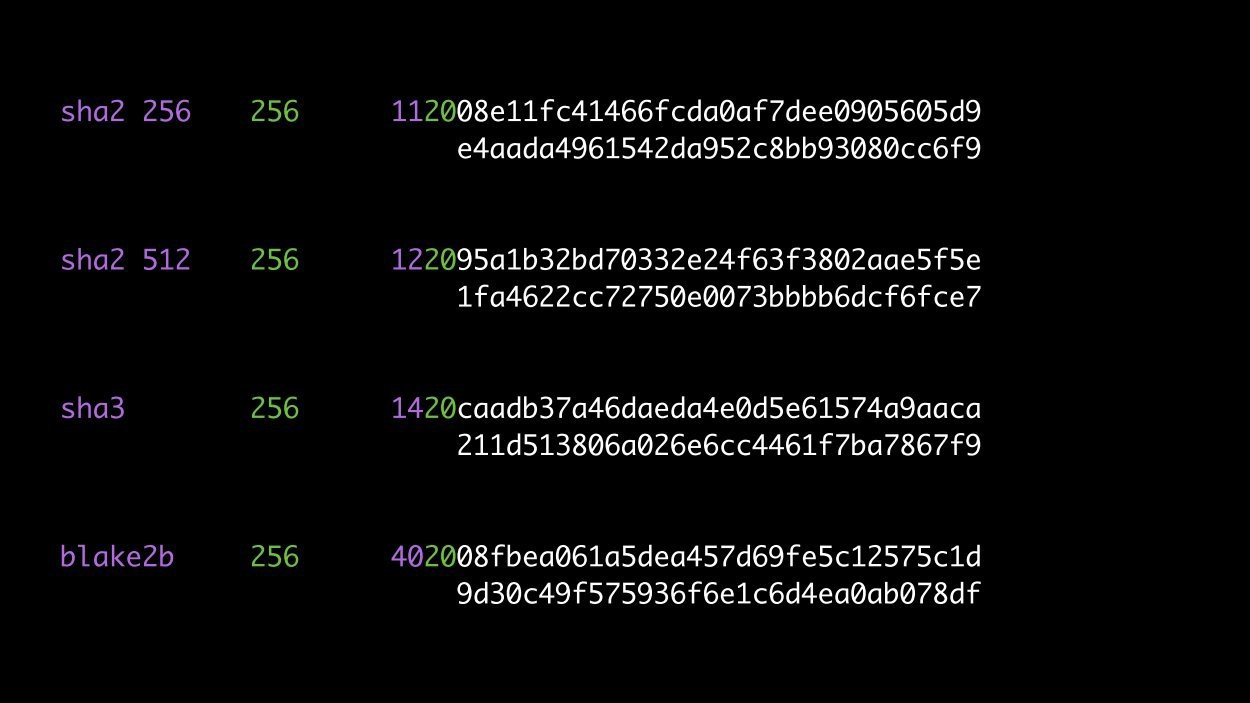 sha2 256 256 112008e11fc41466fcda0af7dee0905605d9
e4aada4961542da952c8bb93080cc6f9
sha2 512 256 122095a1b32bd70332e24f63f3802aae5f5e
1fa4622cc72750e0073bbbb6dcf6fce7
sha3 256 1420caadb37a46daeda4e0d5e61574a9aaca
211d513806a026e6cc4461f7ba7867f9
blake2b 256 402008fbea061a5dea457d69fe5c12575c1d
9d30c49f575936f6e1c6d4ea0ab078df